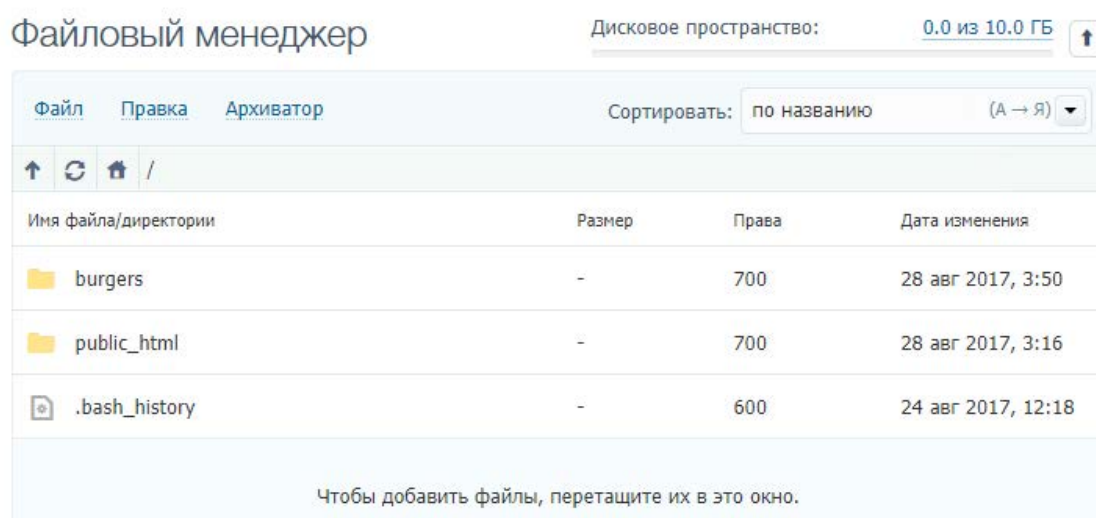 Файловый менеджер
Дисковое пространство: 0.0 из 10.0 ГБ
Файл Правка Архиватор Сортировать: по названию (А → Я)
/
Имя файла/директории Размер Права Дата изменения
burgers - 700 28 авг 2017, 3:50
public_html - 700 28 авг 2017, 3:16
.bash_history - 600 24 авг 2017, 12:18
Чтобы добавить файлы, перетащите их в это окно.